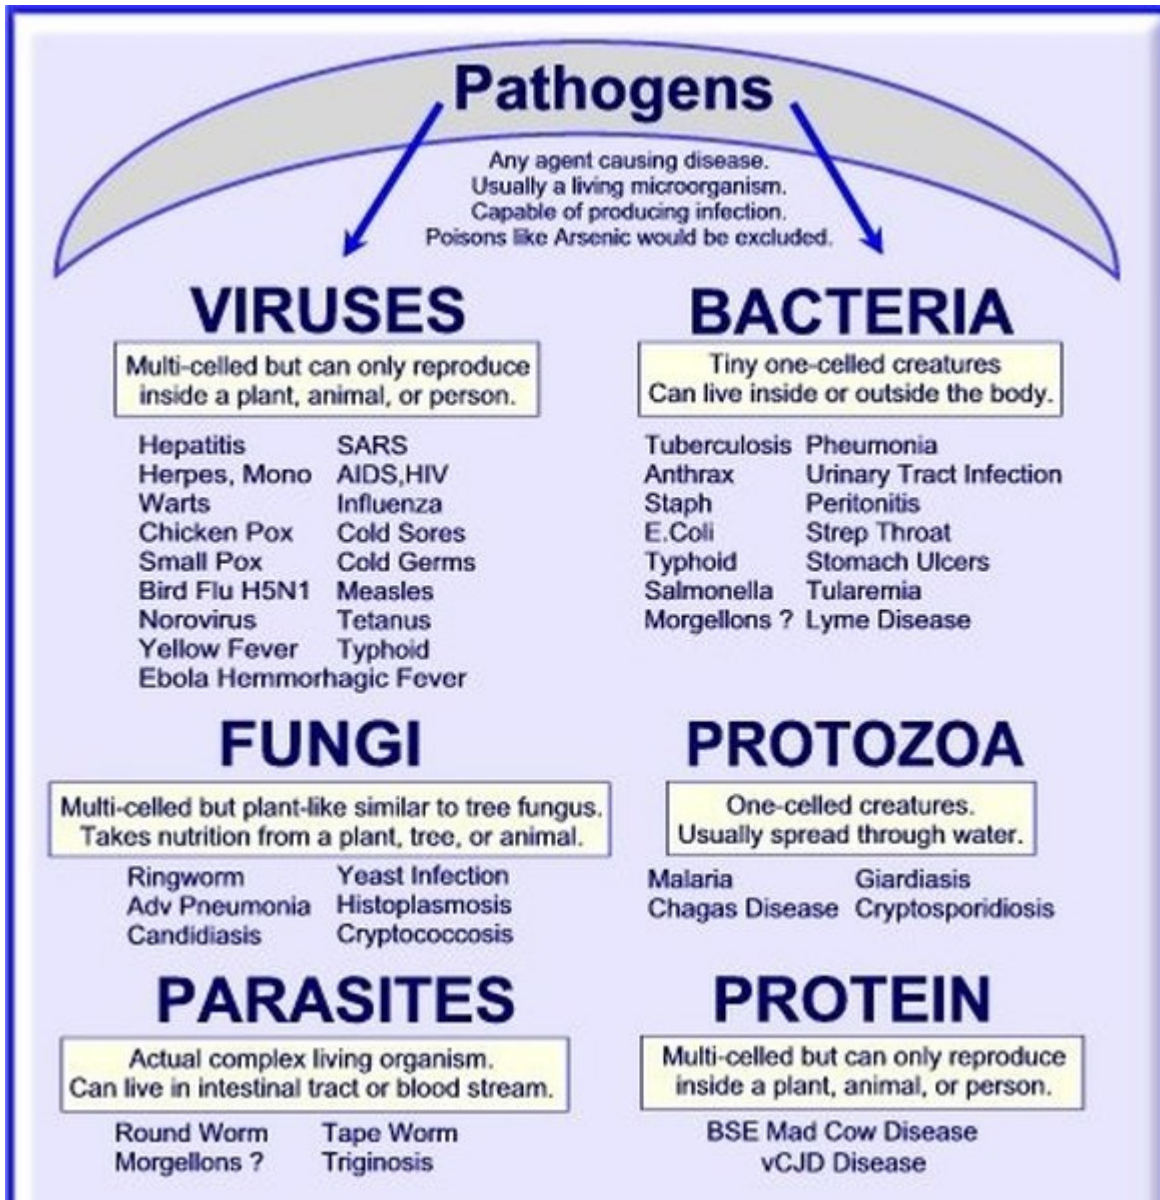 Pathogens
Any agent causing disease.
Usually a living microorganism.
Capable of producing infection.
Poisons like Arsenic would be excluded.
VIRUSES
Multi-celled but can only reproduce
inside a plant, animal, or person.
Hepatitis SARS
Herpes, Mono AIDS,HIV
Warts Influenza
Chicken Pox Cold Sores
Small Pox Cold Germs
Bird Flu H5N1 Measles
Norovirus Tetanus
Yellow Fever Typhoid
Ebola Hemmorhagic Fever
BACTERIA
Tiny one-celled creatures
Can live inside or outside the body.
Tuberculosis Pheumonia
Anthrax Urinary Tract Infection
Staph Peritonitis
E.Coli Strep Throat
Typhoid Stomach Ulcers
Salmonella Tularemia
Morgellons ? Lyme Disease
FUNGI
Multi-celled but plant-like similar to tree fungus.
Takes nutrition from a plant, tree, or animal.
Ringworm Yeast Infection
Adv Pneumonia Histoplasmosis
Candidiasis Cryptococcosis
PROTOZOA
One-celled creatures.
Usually spread through water.
Malaria Giardiasis
Chagas Disease Cryptosporidiosis
PARASITES
Actual complex living organism.
Can live in intestinal tract or blood stream.
Round Worm Tape Worm
Morgellons ? Triginosis
PROTEIN
Multi-celled but can only reproduce
inside a plant, animal, or person.
BSE Mad Cow Disease
vCJD Disease